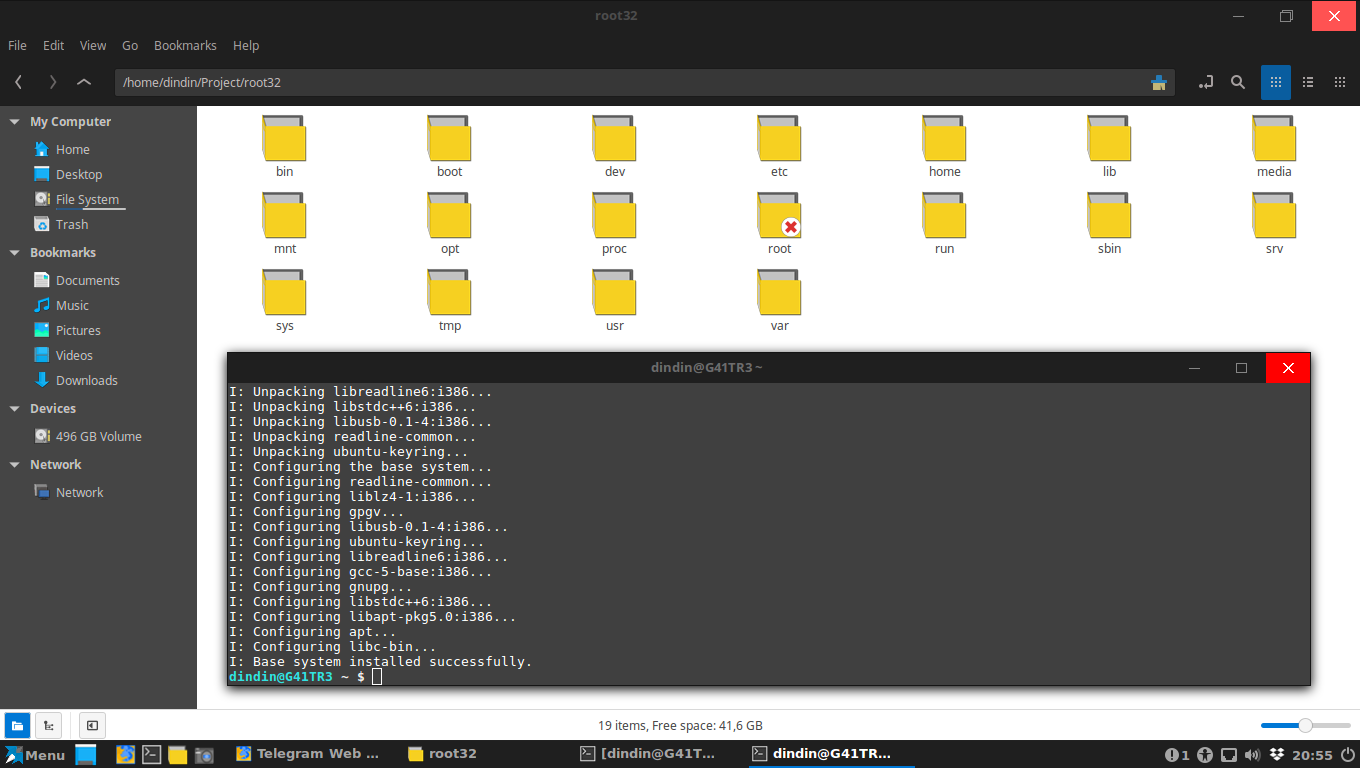 root32
File Edit View Go Bookmarks Help
/home/dindin/Project/root32
My Computer
Home
Desktop
File System
Trash
Bookmarks
Documents
Music
Pictures
Videos
Downloads
Devices
496 GB Volume
Network
Network
bin boot dev etc home lib media
mnt opt proc root run sbin srv
sys tmp usr var
dindin@G41TR3 ~
I: Unpacking libreadline6:i386...
I: Unpacking libstdc++6:i386...
I: Unpacking libusb-0.1-4:i386...
I: Unpacking readline-common...
I: Unpacking ubuntu-keyring...
I: Configuring the base system...
I: Configuring readline-common...
I: Configuring liblz4-1:i386...
I: Configuring gpgv...
I: Configuring libusb-0.1-4:i386...
I: Configuring ubuntu-keyring...
I: Configuring libreadline6:i386...
I: Configuring gcc-5-base:i386...
I: Configuring gnupg...
I: Configuring libstdc++6:i386...
I: Configuring libapt-pkg5.0:i386...
I: Configuring apt...
I: Configuring libc-bin...
I: Base system installed successfully.
dindin@G41TR3 ~ $
19 items, Free space: 41,6 GB
Menu Telegram Web ... root32 [dindin@G41T... dindin@G41TR... 1 20:55